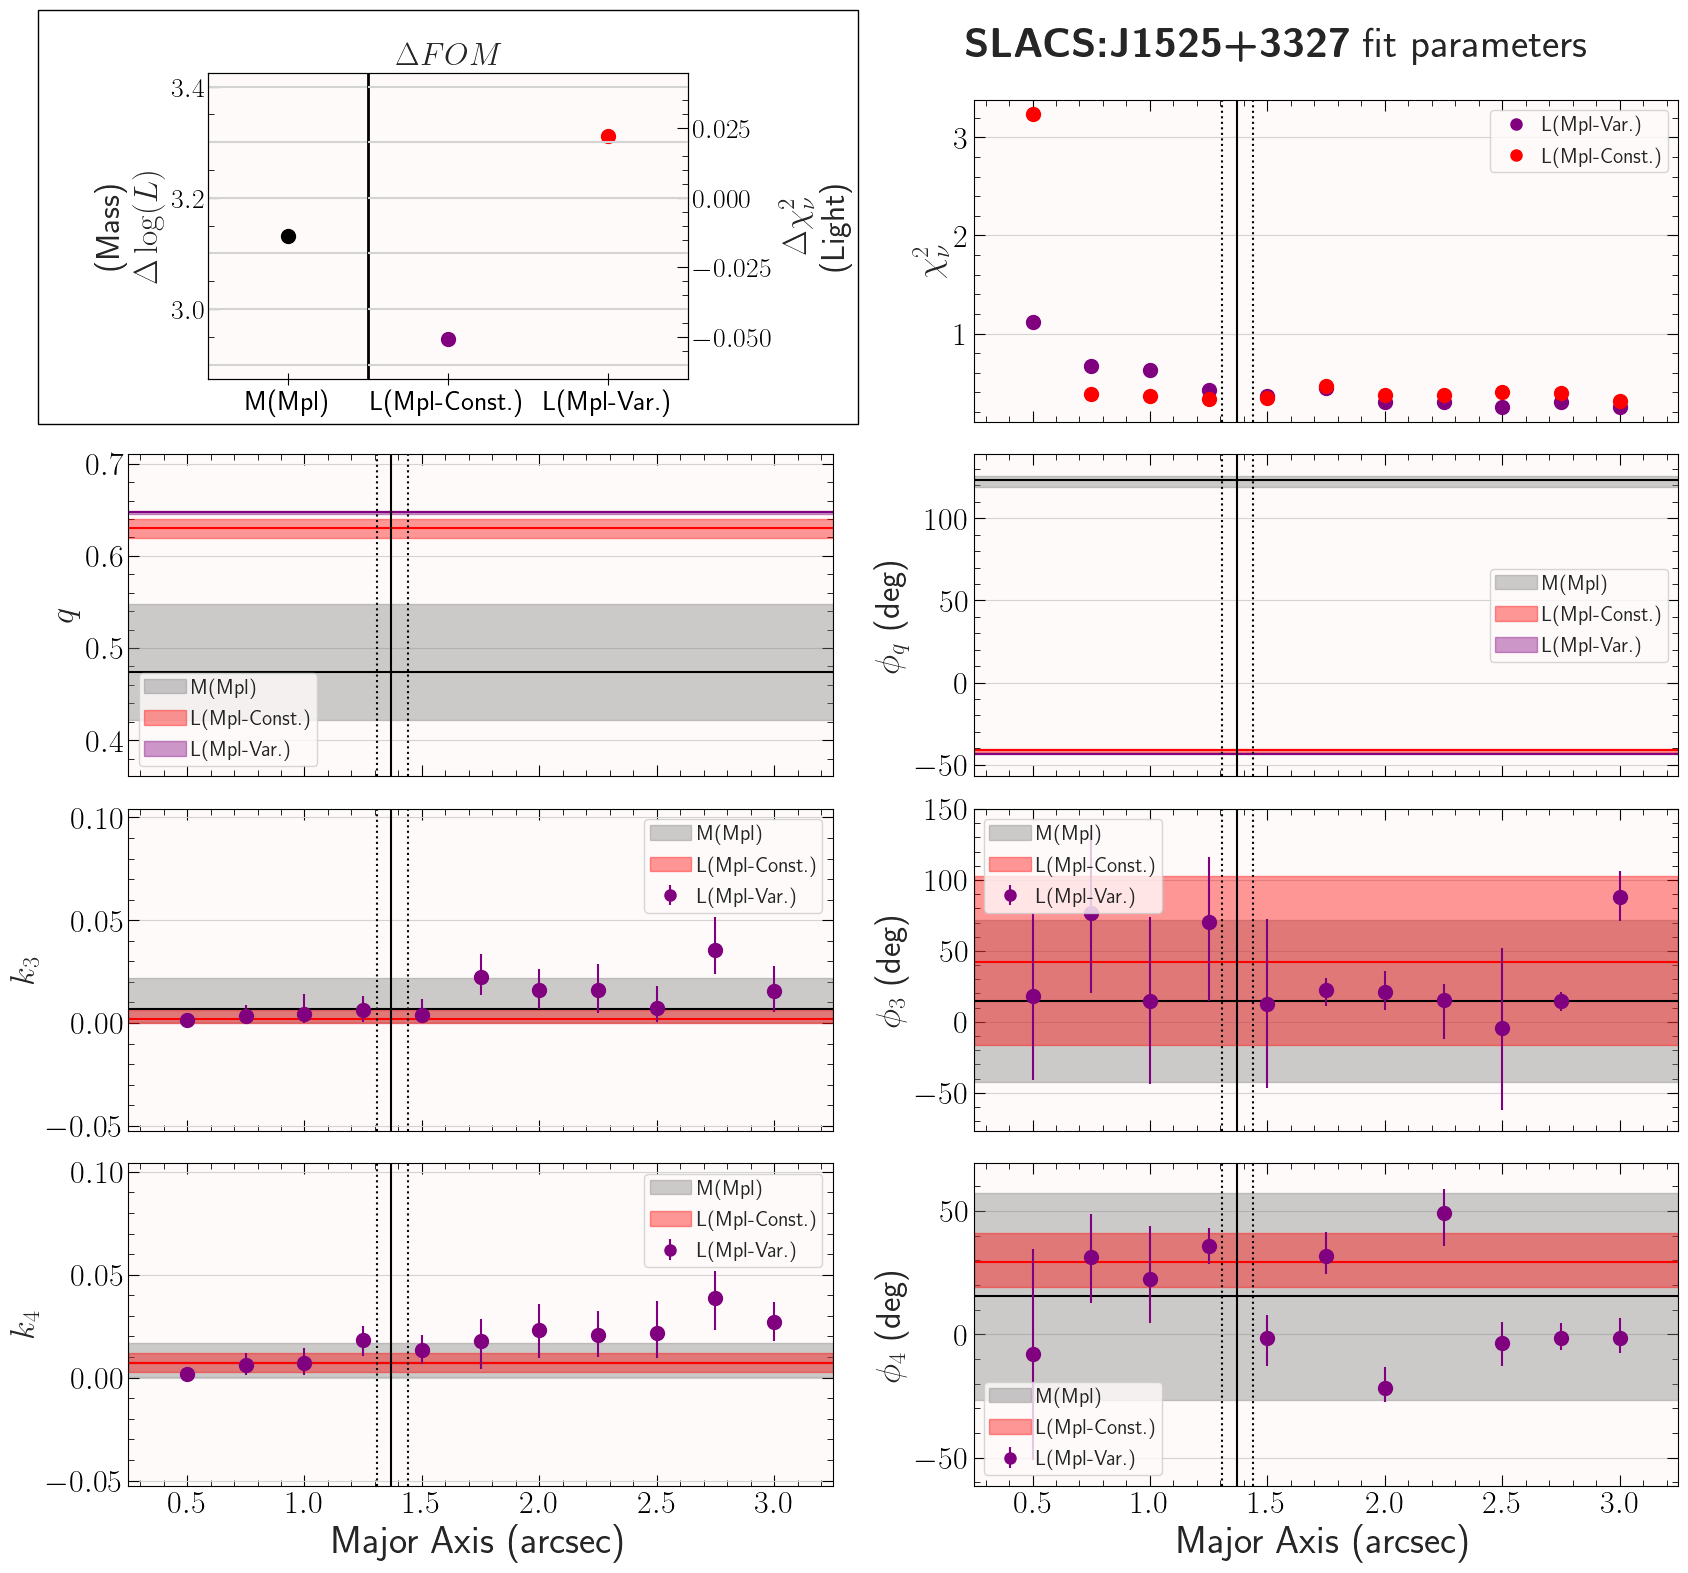 ΔFOM
SLACS:J1525+3327 fit parameters
(Mass)
Δ log(L)
3.4
3.2
3.0
0.025
0.000
−0.025
−0.050
Δχ²ᵥ
(Light)
M(Mpl)
L(Mpl-Const.)
L(Mpl-Var.)
χ²ᵥ
3
2
1
L(Mpl-Var.)
L(Mpl-Const.)
q
0.7
0.6
0.5
0.4
M(Mpl)
L(Mpl-Const.)
L(Mpl-Var.)
ϕq (deg)
100
50
0
−50
M(Mpl)
L(Mpl-Const.)
L(Mpl-Var.)
k₃
0.10
0.05
0.00
−0.05
M(Mpl)
L(Mpl-Const.)
L(Mpl-Var.)
ϕ₃ (deg)
150
100
50
0
−50
M(Mpl)
L(Mpl-Const.)
L(Mpl-Var.)
k₄
0.10
0.05
0.00
−0.05
M(Mpl)
L(Mpl-Const.)
L(Mpl-Var.)
0.5 1.0 1.5 2.0 2.5 3.0
Major Axis (arcsec)
ϕ₄ (deg)
50
0
−50
M(Mpl)
L(Mpl-Const.)
L(Mpl-Var.)
0.5 1.0 1.5 2.0 2.5 3.0
Major Axis (arcsec)